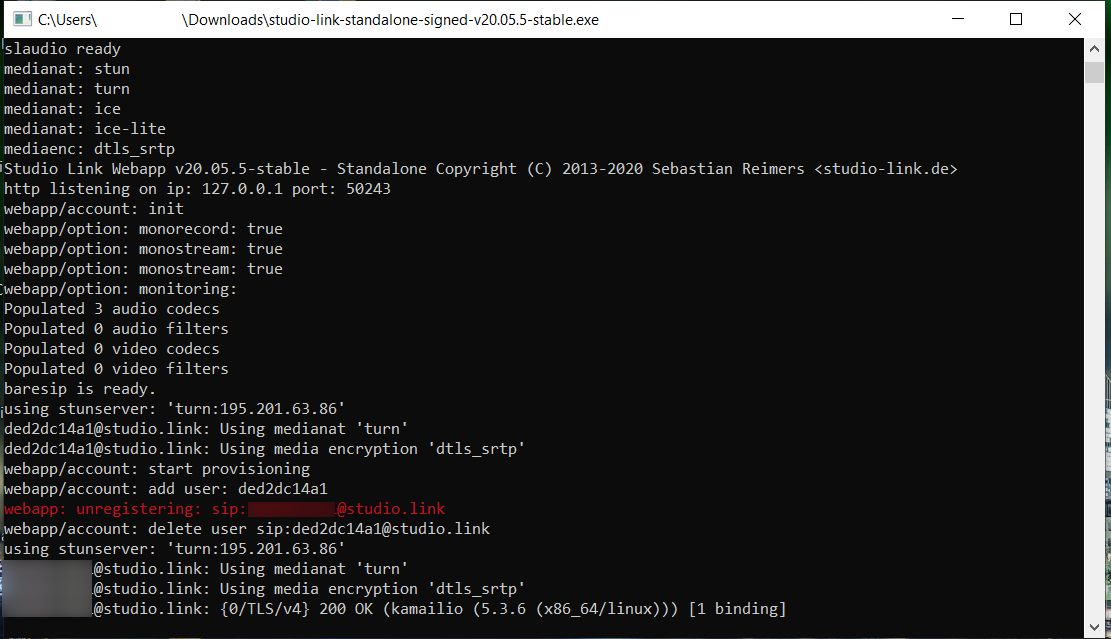 C:\Users\ \Downloads\studio-link-standalone-signed-v20.05.5-stable.exe
slaudio ready
medianat: stun
medianat: turn
medianat: ice
medianat: ice-lite
mediaenc: dtls_srtp
Studio Link Webapp v20.05.5-stable - Standalone Copyright (C) 2013-2020 Sebastian Reimers <studio-link.de>
http listening on ip: 127.0.0.1 port: 50243
webapp/account: init
webapp/option: monorecord: true
webapp/option: monostream: true
webapp/option: monostream: true
webapp/option: monitoring:
Populated 3 audio codecs
Populated 0 audio filters
Populated 0 video codecs
Populated 0 video filters
baresip is ready.
using stunserver: 'turn:195.201.63.86'
ded2dc14a1@studio.link: Using medianat 'turn'
ded2dc14a1@studio.link: Using media encryption 'dtls_srtp'
webapp/account: start provisioning
webapp/account: add user: ded2dc14a1
webapp: unregistering: sip: @studio.link
webapp/account: delete user sip:ded2dc14a1@studio.link
using stunserver: 'turn:195.201.63.86'
@studio.link: Using medianat 'turn'
@studio.link: Using media encryption 'dtls_srtp'
@studio.link: {0/TLS/v4} 200 OK (kamailio (5.3.6 (x86_64/linux))) [1 binding]